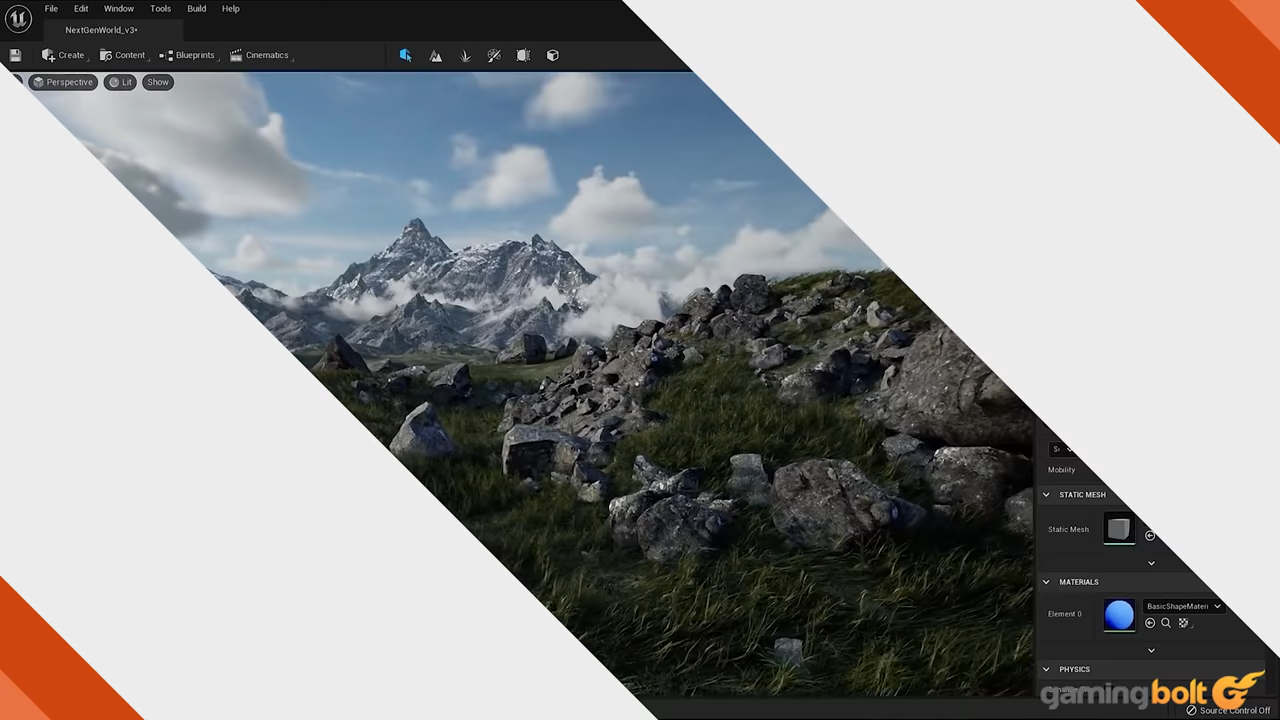 File Edit Window Tools Build Help
NextGenWorld_v3•
Create Content Blueprints Cinematics
Perspective Lit Show
Mobility
STATIC MESH
Static Mesh
MATERIALS
Element 0 BasicShapeMateri
PHYSICS
gamingbolt
Source Control Off